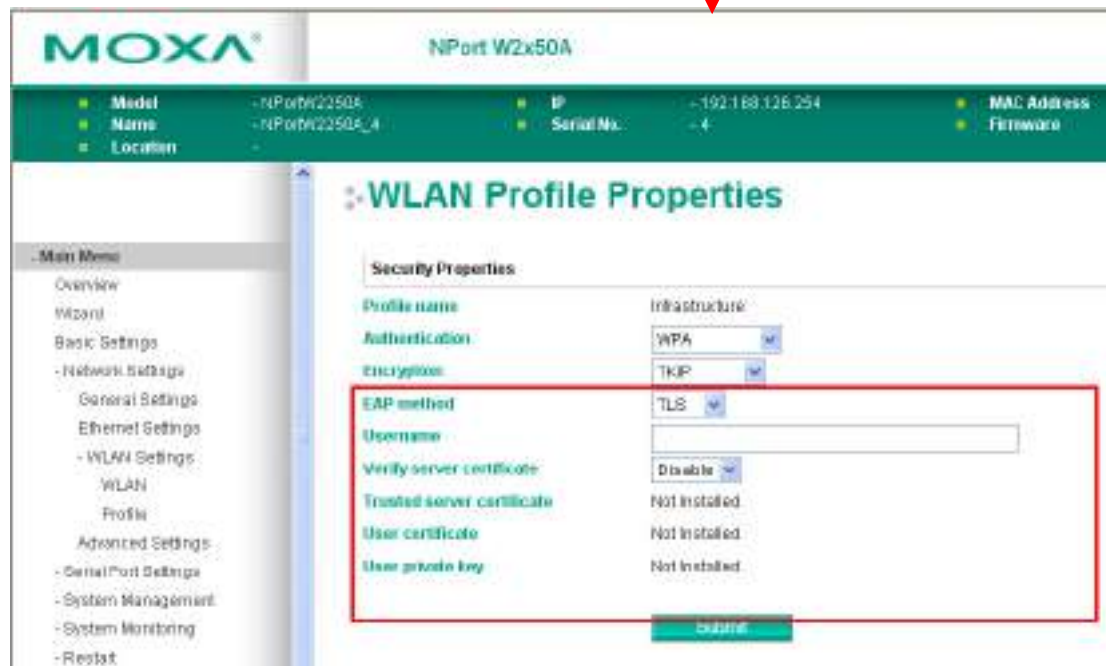 MOXA®
NPort W2x50A
Model - NPortW2250A
IP - 192.168.126.254
MAC Address
Name - NPortW2250A_4
Serial No. - 4
Firmware
Location -
WLAN Profile Properties
- Main Menu
Overview
Wizard
Basic Settings
- Network Settings
General Settings
Ethernet Settings
- WLAN Settings
WLAN
Profile
Advanced Settings
- Serial Port Settings
- System Management
- System Monitoring
- Restart
Security Properties
Profile name Infrastructure
Authentication WPA
Encryption TKIP
EAP method TLS
Username
Verify server certificate Disable
Trusted server certificate Not Installed.
User certificate Not Installed.
User private key Not Installed.
Submit